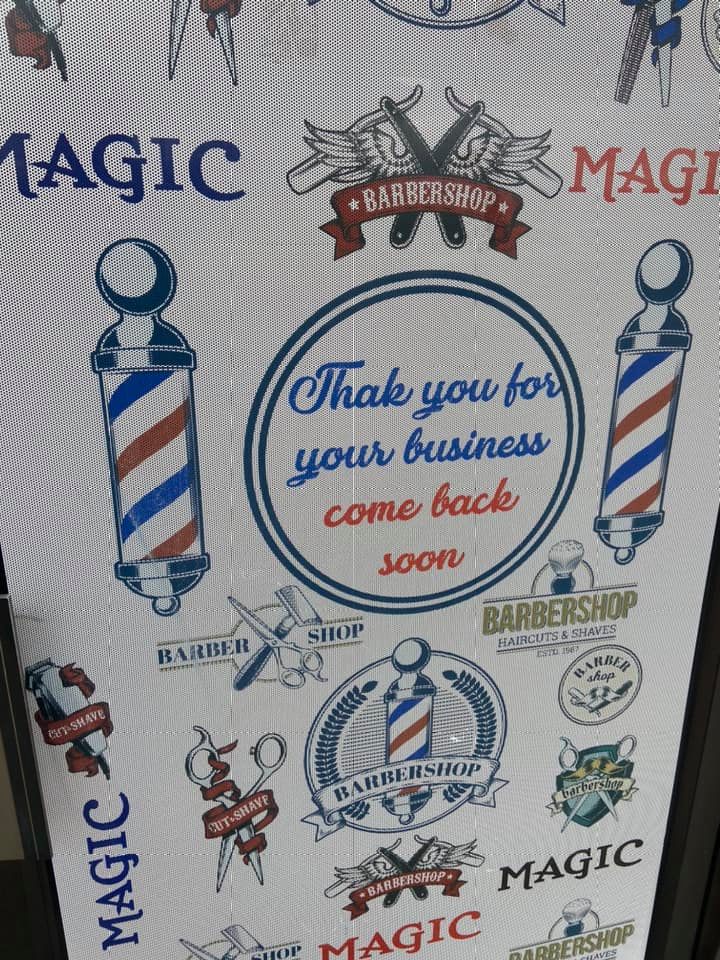 MAGIC
BARBERSHOP
MAGI
Thak you for
your business
come back
soon
BARBER SHOP
BARBERSHOP
HAIRCUTS & SHAVES
ESTD. 1987
BARBER
shop
CUT & SHAVE
BARBERSHOP
CUT & SHAVE
barbershop
MAGIC
BARBERSHOP
MAGIC
MAGIC
SHOP
BARBERSHOP